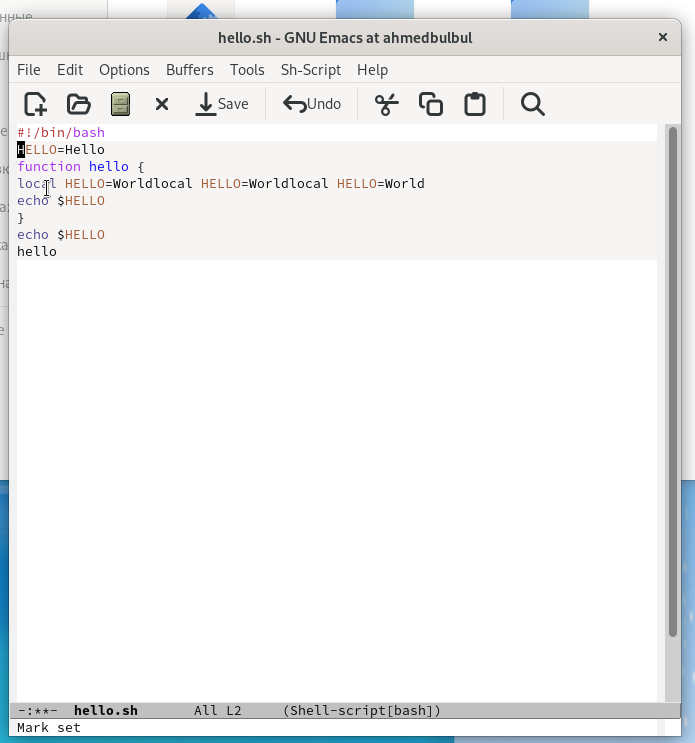 нные
hello.sh - GNU Emacs at ahmedbulbul
File Edit Options Buffers Tools Sh-Script Help
Save Undo
#!/bin/bash
HELLO=Hello
function hello {
local HELLO=Worldlocal HELLO=Worldlocal HELLO=World
echo $HELLO
}
echo $HELLO
hello
-:**- hello.sh All L2 (Shell-script[bash])
Mark set